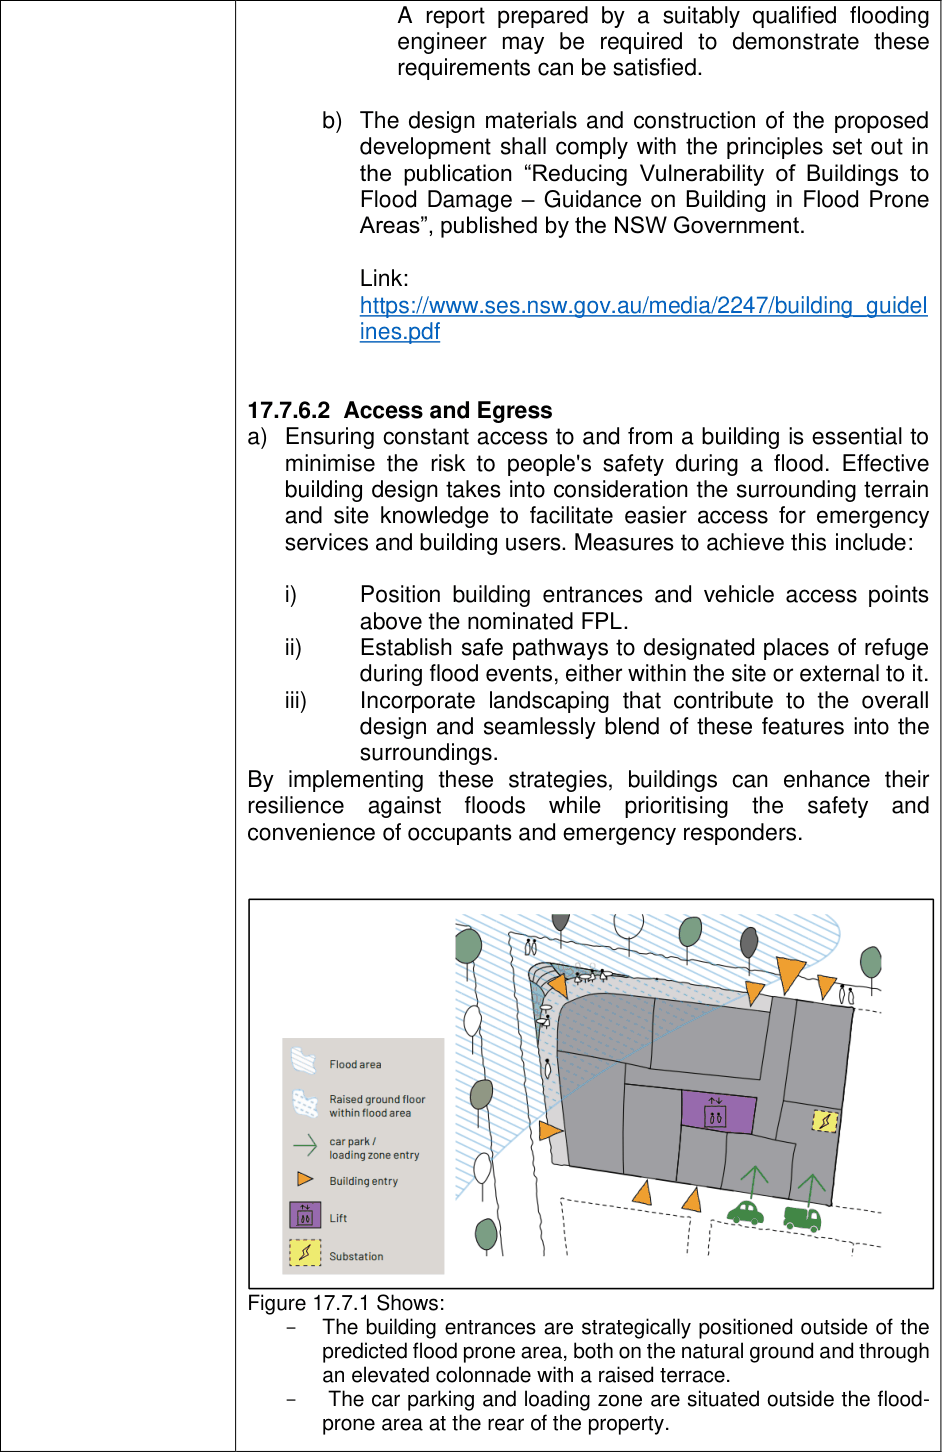 A report prepared by a suitably qualified flooding
engineer may be required to demonstrate these
requirements can be satisfied.
b) The design materials and construction of the proposed
development shall comply with the principles set out in
the publication “Reducing Vulnerability of Buildings to
Flood Damage – Guidance on Building in Flood Prone
Areas”, published by the NSW Government.
Link:
https://www.ses.nsw.gov.au/media/2247/building_guidel
ines.pdf
17.7.6.2 Access and Egress
a) Ensuring constant access to and from a building is essential to
minimise the risk to people's safety during a flood. Effective
building design takes into consideration the surrounding terrain
and site knowledge to facilitate easier access for emergency
services and building users. Measures to achieve this include:
i) Position building entrances and vehicle access points
above the nominated FPL.
ii) Establish safe pathways to designated places of refuge
during flood events, either within the site or external to it.
iii) Incorporate landscaping that contribute to the overall
design and seamlessly blend of these features into the
surroundings.
By implementing these strategies, buildings can enhance their
resilience against floods while prioritising the safety and
convenience of occupants and emergency responders.
Flood area
Raised ground floor
within flood area
car park /
loading zone entry
Building entry
Lift
Substation
Figure 17.7.1 Shows:
- The building entrances are strategically positioned outside of the
predicted flood prone area, both on the natural ground and through
an elevated colonnade with a raised terrace.
- The car parking and loading zone are situated outside the flood-
prone area at the rear of the property.